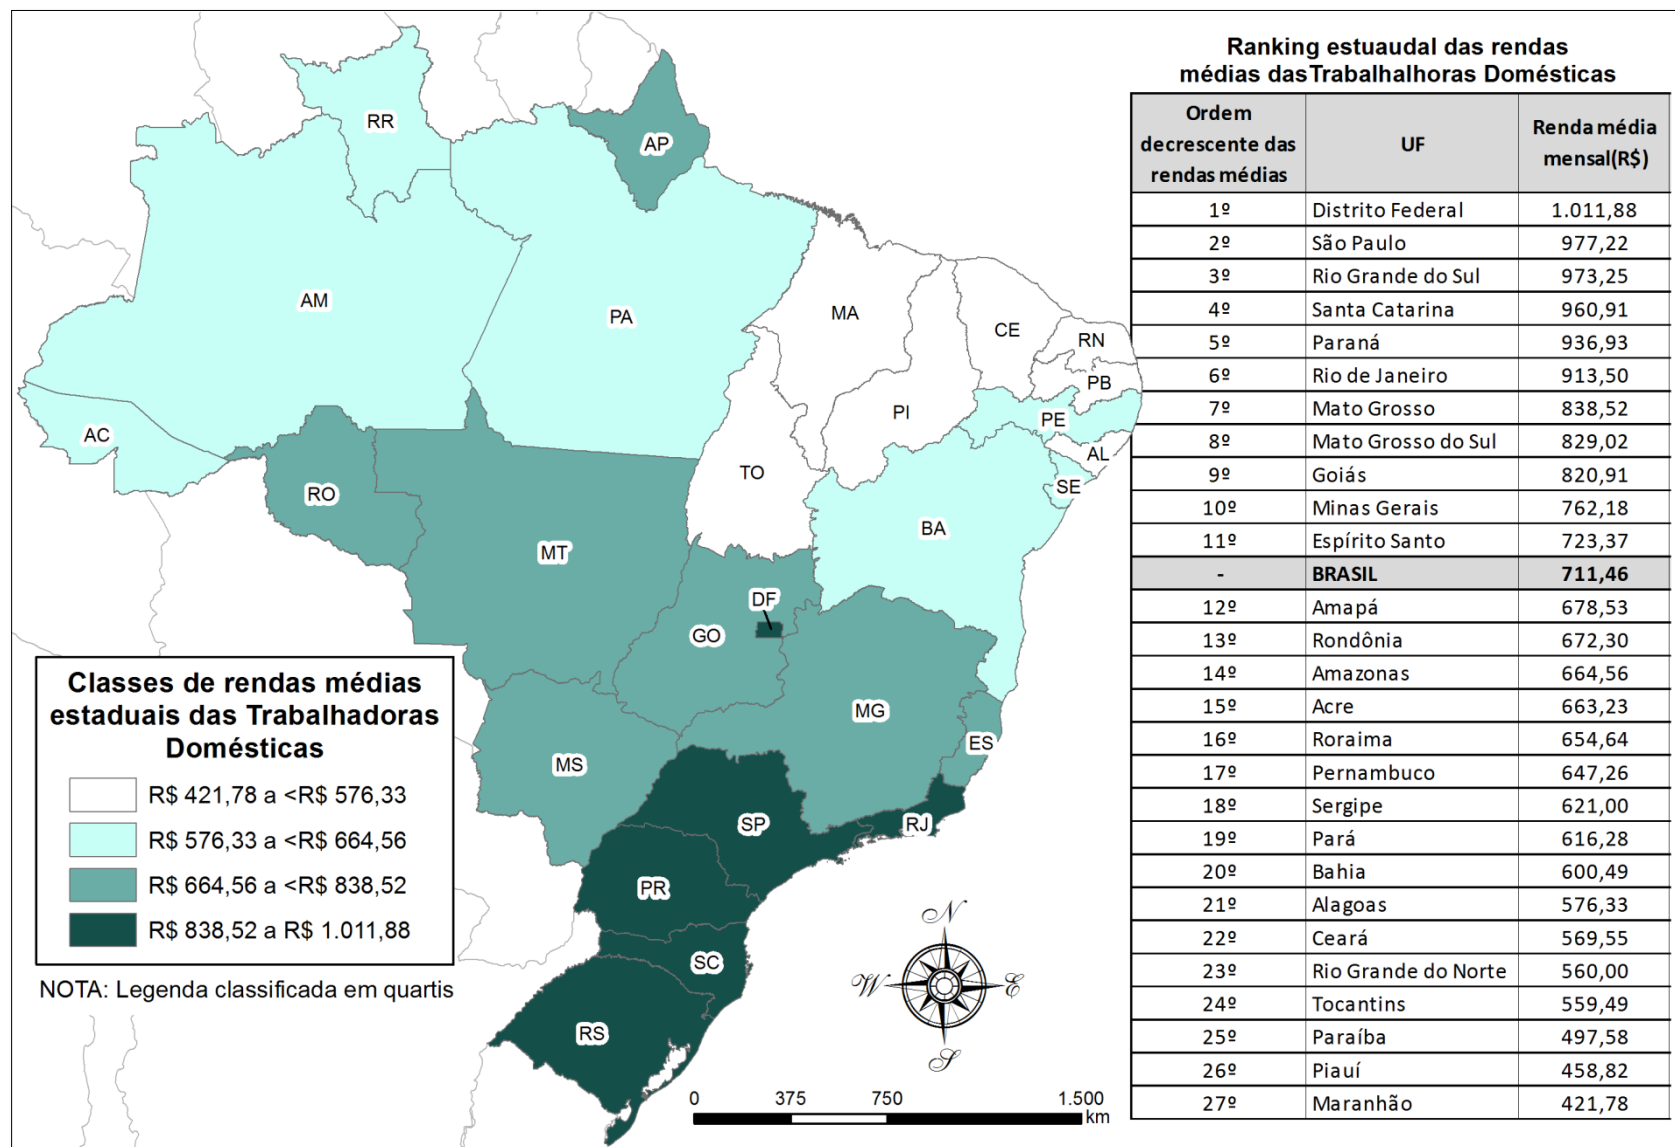 RR
AP
AM
PA
MA
CE
RN
PB
PI
PE
AL
SE
AC
TO
RO
BA
MT
DF
GO
MG
ES
MS
SP
RJ
PR
SC
RS
Classes de rendas médias
estaduais das Trabalhadoras
Domésticas
R$ 421,78 a <R$ 576,33
R$ 576,33 a <R$ 664,56
R$ 664,56 a <R$ 838,52
R$ 838,52 a R$ 1.011,88
NOTA: Legenda classificada em quartis
N
W
E
S
0 375 750 1.500
km
Ranking estuaudal das rendas
médias das Trabalhalhoras Domésticas
Ordem
decrescente das
rendas médias
UF
Renda média
mensal(R$)
1º Distrito Federal 1.011,88
2º São Paulo 977,22
3º Rio Grande do Sul 973,25
4º Santa Catarina 960,91
5º Paraná 936,93
6º Rio de Janeiro 913,50
7º Mato Grosso 838,52
8º Mato Grosso do Sul 829,02
9º Goiás 820,91
10º Minas Gerais 762,18
11º Espírito Santo 723,37
- BRASIL 711,46
12º Amapá 678,53
13º Rondônia 672,30
14º Amazonas 664,56
15º Acre 663,23
16º Roraima 654,64
17º Pernambuco 647,26
18º Sergipe 621,00
19º Pará 616,28
20º Bahia 600,49
21º Alagoas 576,33
22º Ceará 569,55
23º Rio Grande do Norte 560,00
24º Tocantins 559,49
25º Paraíba 497,58
26º Piauí 458,82
27º Maranhão 421,78